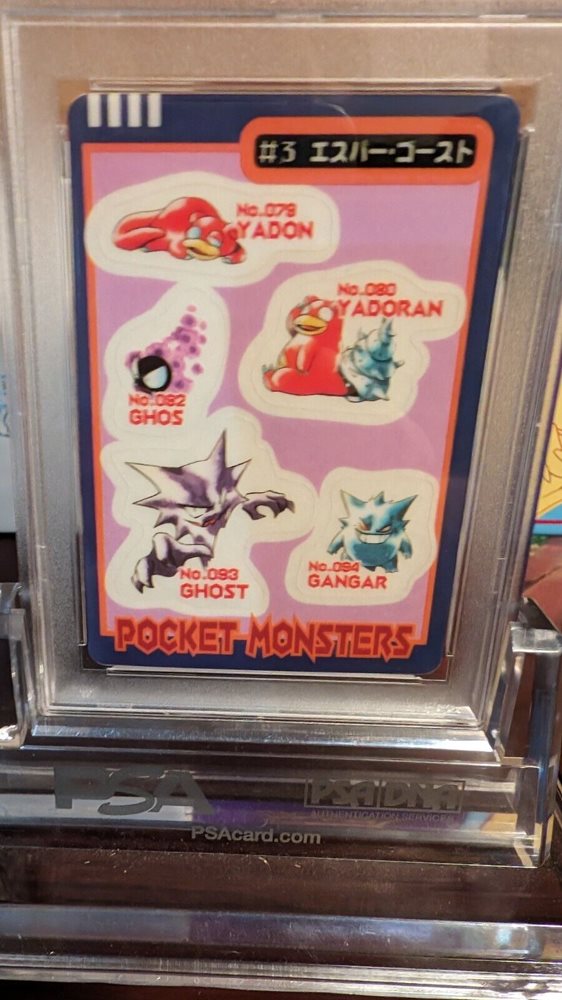 #3 エスパー・ゴースト
No.079
YADON
No.080
YADORAN
No.092
GHOS
No.093
GHOST
No.094
GANGAR
POCKET MONSTERS
PSA
PSA DNA
AUTHENTICATION SERVICES
PSAcard.com